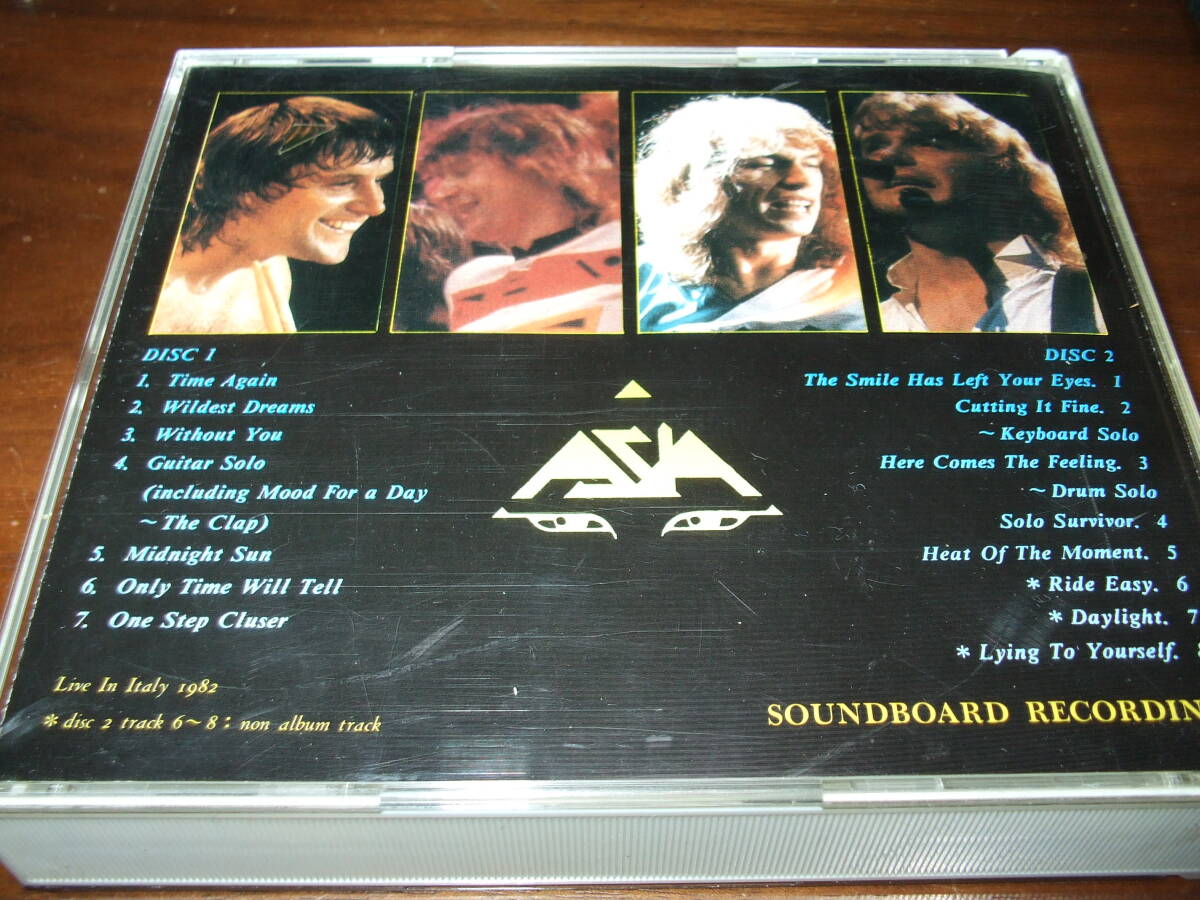 DISC 1
1. Time Again
2. Wildest Dreams
3. Without You
4. Guitar Solo
(including Mood For a Day
~ The Clap)
5. Midnight Sun
6. Only Time Will Tell
7. One Step Cluser
ASIA
DISC 2
The Smile Has Left Your Eyes. 1
Cutting It Fine. 2
~ Keyboard Solo
Here Comes The Feeling. 3
~ Drum Solo
Solo Survivor. 4
Heat Of The Moment. 5
* Ride Easy. 6
* Daylight. 7
* Lying To Yourself. 8
Live In Italy 1982
* disc 2 track 6~8 : non album track
SOUNDBOARD RECORDIN